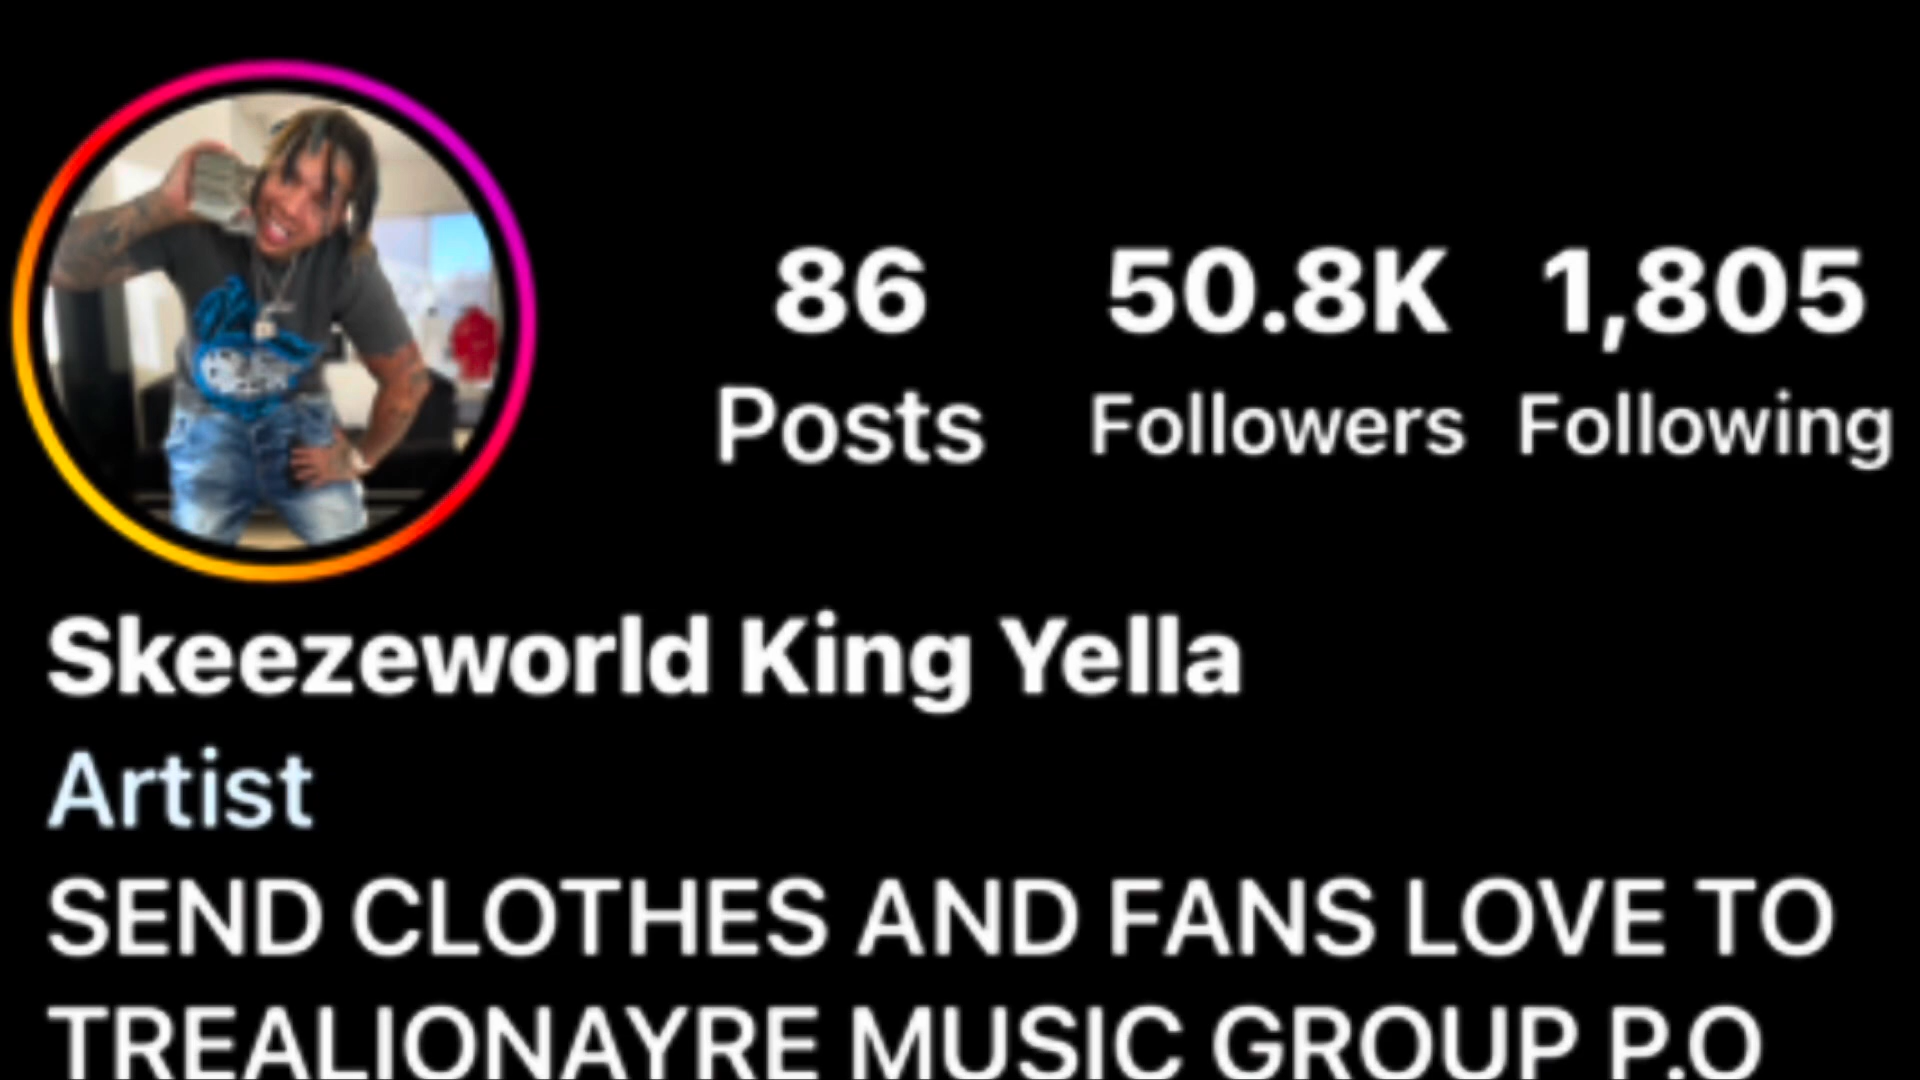 86 50.8K 1,805
Posts Followers Following
Skeezeworld King Yella
Artist
SEND CLOTHES AND FANS LOVE TO
TREALIONAYRE MUSIC GROUP P.O